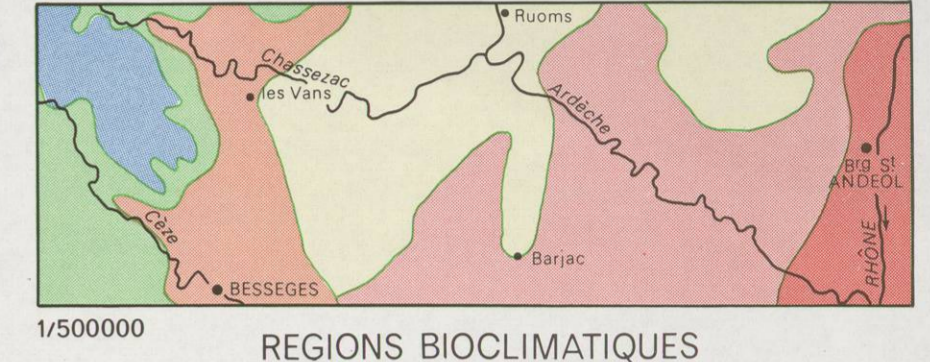 Ruoms
Chassezac
les Vans
Ardèche
Brg St
ANDEOL
Cèze
RHÔNE
Barjac
BESSEGES
1/500000
REGIONS BIOCLIMATIQUES